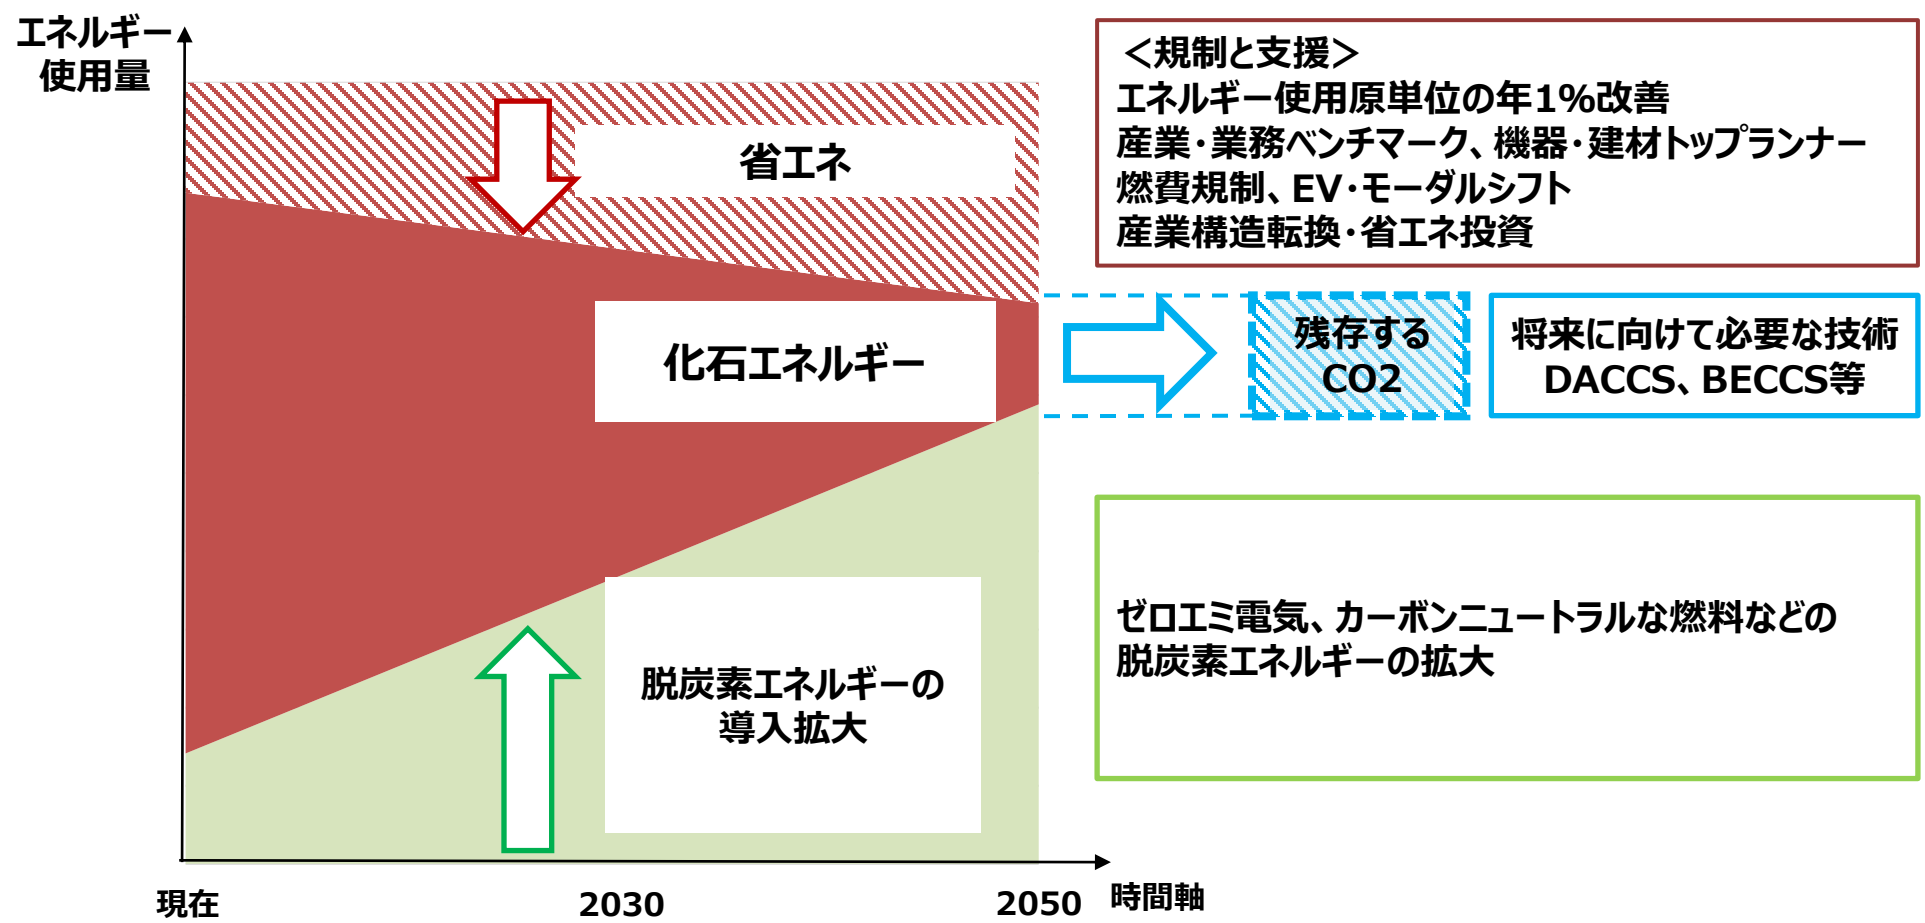 エネルギー
使用量
省エネ
化石エネルギー
脱炭素エネルギーの
導入拡大
現在
2030
2050
時間軸
＜規制と支援＞
エネルギー使用原単位の年1%改善
産業・業務ベンチマーク、機器・建材トップランナー
燃費規制、EV・モーダルシフト
産業構造転換・省エネ投資
残存する
CO2
将来に向けて必要な技術
DACCS、BECCS等
ゼロエミ電気、カーボンニュートラルな燃料などの
脱炭素エネルギーの拡大